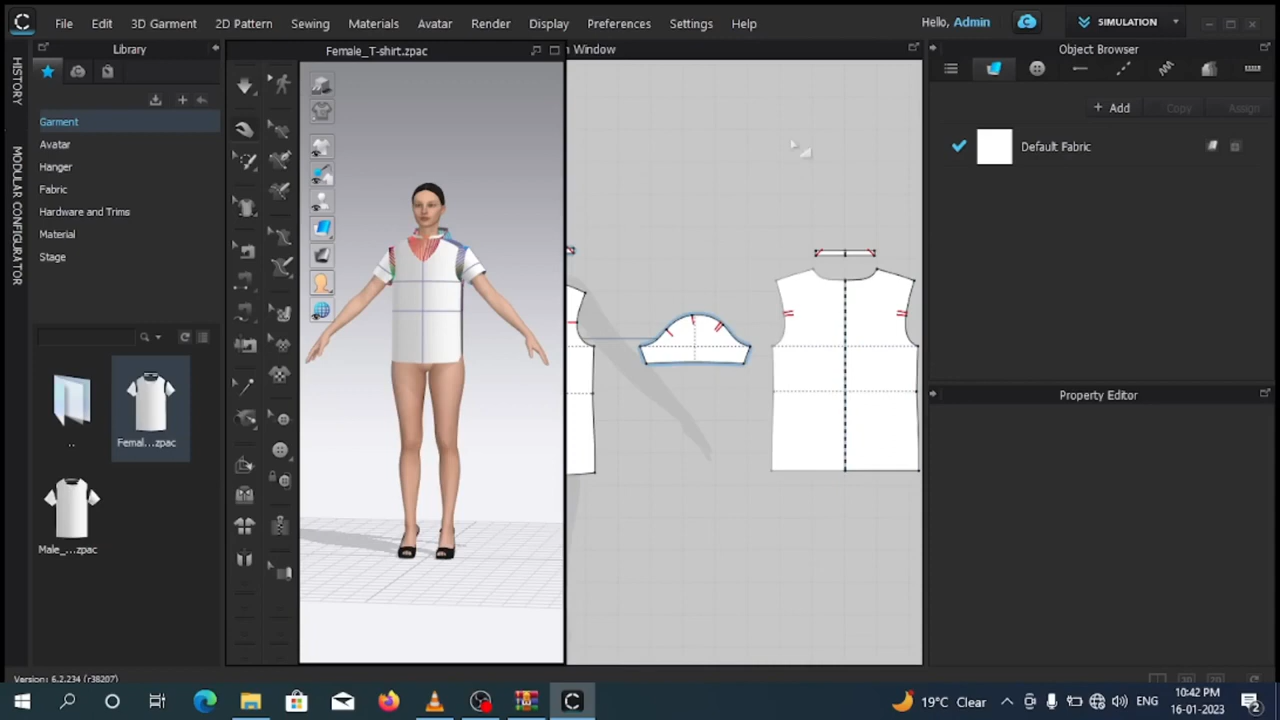 File Edit 3D Garment 2D Pattern Sewing Materials Avatar Render Display Preferences Settings Help Hello, Admin SIMULATION
Library Female_T-shirt.zpac Window Object Browser
HISTORY
MODULAR CONFIGURATOR
+ Add Copy Assign
Garment
Avatar
Hanger
Fabric
Hardware and Trims
Material
Stage
Default Fabric
Property Editor
..
Femal...zpac
Male_...zpac
Version: 6.2.234 (r38207)
19°C Clear ENG 10:42 PM
16-01-2023
2